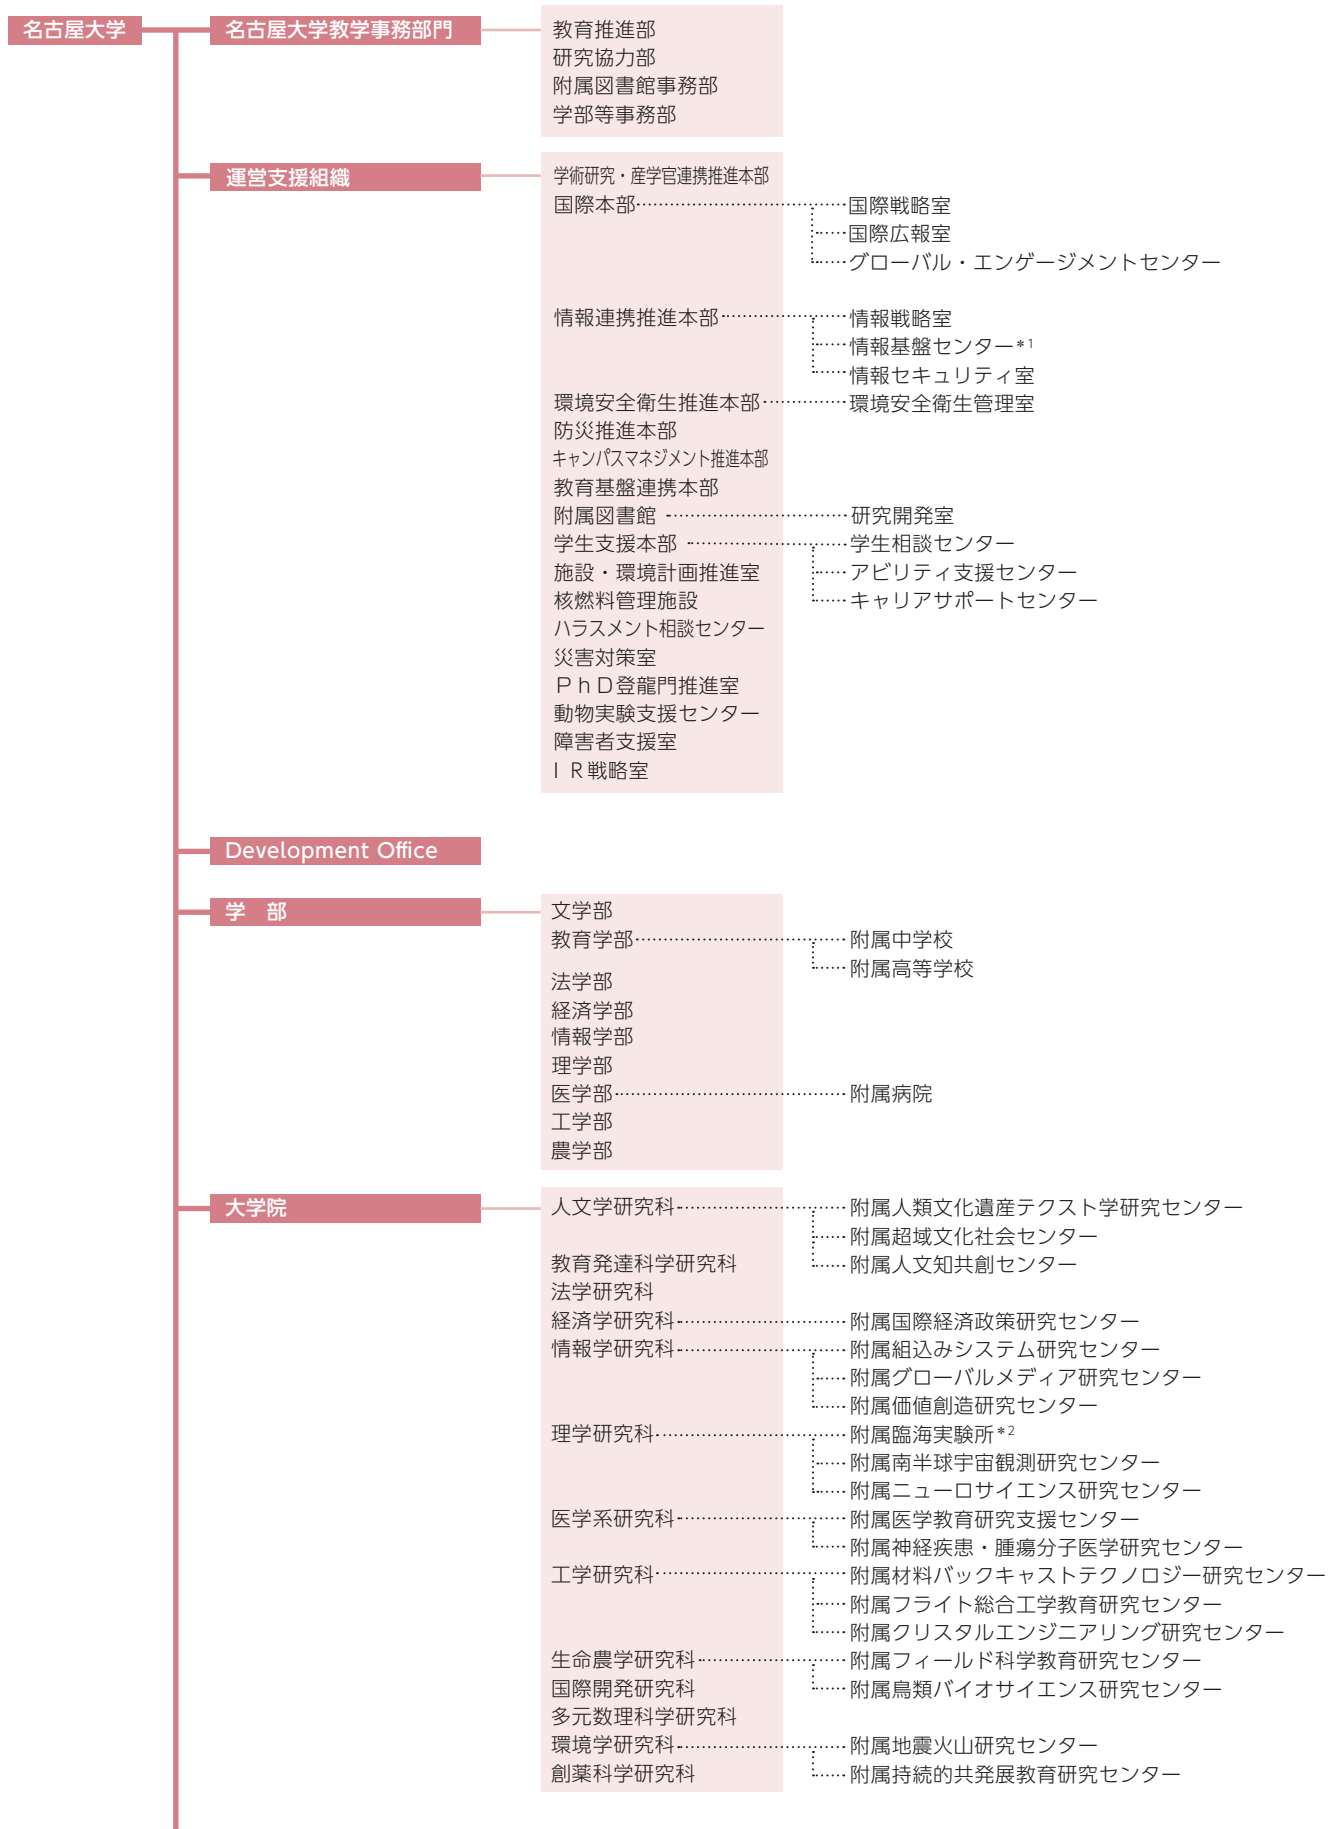 名古屋大学
名古屋大学教学事務部門
教育推進部
研究協力部
附属図書館事務部
学部等事務部
運営支援組織
学術研究・産学官連携推進本部
国際本部
国際戦略室
国際広報室
グローバル・エンゲージメントセンター
情報連携推進本部
情報戦略室
情報基盤センター*1
情報セキュリティ室
環境安全衛生推進本部
環境安全衛生管理室
防災推進本部
キャンパスマネジメント推進本部
教育基盤連携本部
附属図書館
研究開発室
学生支援本部
学生相談センター
施設・環境計画推進室
アビリティ支援センター
核燃料管理施設
キャリアサポートセンター
ハラスメント相談センター
災害対策室
ＰｈＤ登龍門推進室
動物実験支援センター
障害者支援室
ＩＲ戦略室
Development Office
学　部
文学部
教育学部
附属中学校
附属高等学校
法学部
経済学部
情報学部
理学部
医学部
附属病院
工学部
農学部
大学院
人文学研究科
附属人類文化遺産テクスト学研究センター
附属超域文化社会センター
教育発達科学研究科
附属人文知共創センター
法学研究科
経済学研究科
附属国際経済政策研究センター
情報学研究科
附属組込みシステム研究センター
附属グローバルメディア研究センター
附属価値創造研究センター
理学研究科
附属臨海実験所*2
附属南半球宇宙観測研究センター
附属ニューロサイエンス研究センター
医学系研究科
附属医学教育研究支援センター
附属神経疾患・腫瘍分子医学研究センター
工学研究科
附属材料バックキャストテクノロジー研究センター
附属フライト総合工学教育研究センター
附属クリスタルエンジニアリング研究センター
生命農学研究科
附属フィールド科学教育研究センター
国際開発研究科
附属鳥類バイオサイエンス研究センター
多元数理科学研究科
環境学研究科
附属地震火山研究センター
創薬科学研究科
附属持続的共発展教育研究センター